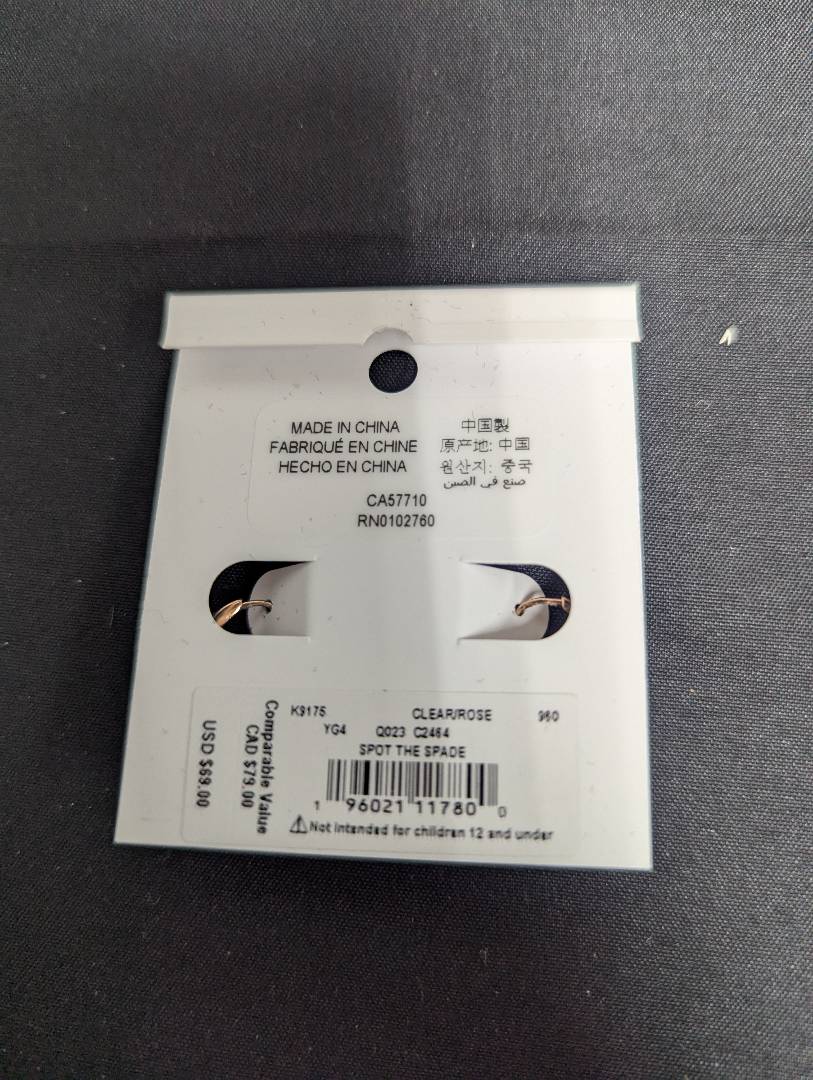 MADE IN CHINA
FABRIQUÉ EN CHINE
HECHO EN CHINA
中国製
原产地: 中国
원산지: 중국
صنع في الصين
CA57710
RN0102760
K9175 CLEAR/ROSE 960
YG4 Q023 C2464
SPOT THE SPADE
1 96021 11780 0
⚠Not intended for children 12 and under
Comparable Value
CAD $79.00
USD $69.00